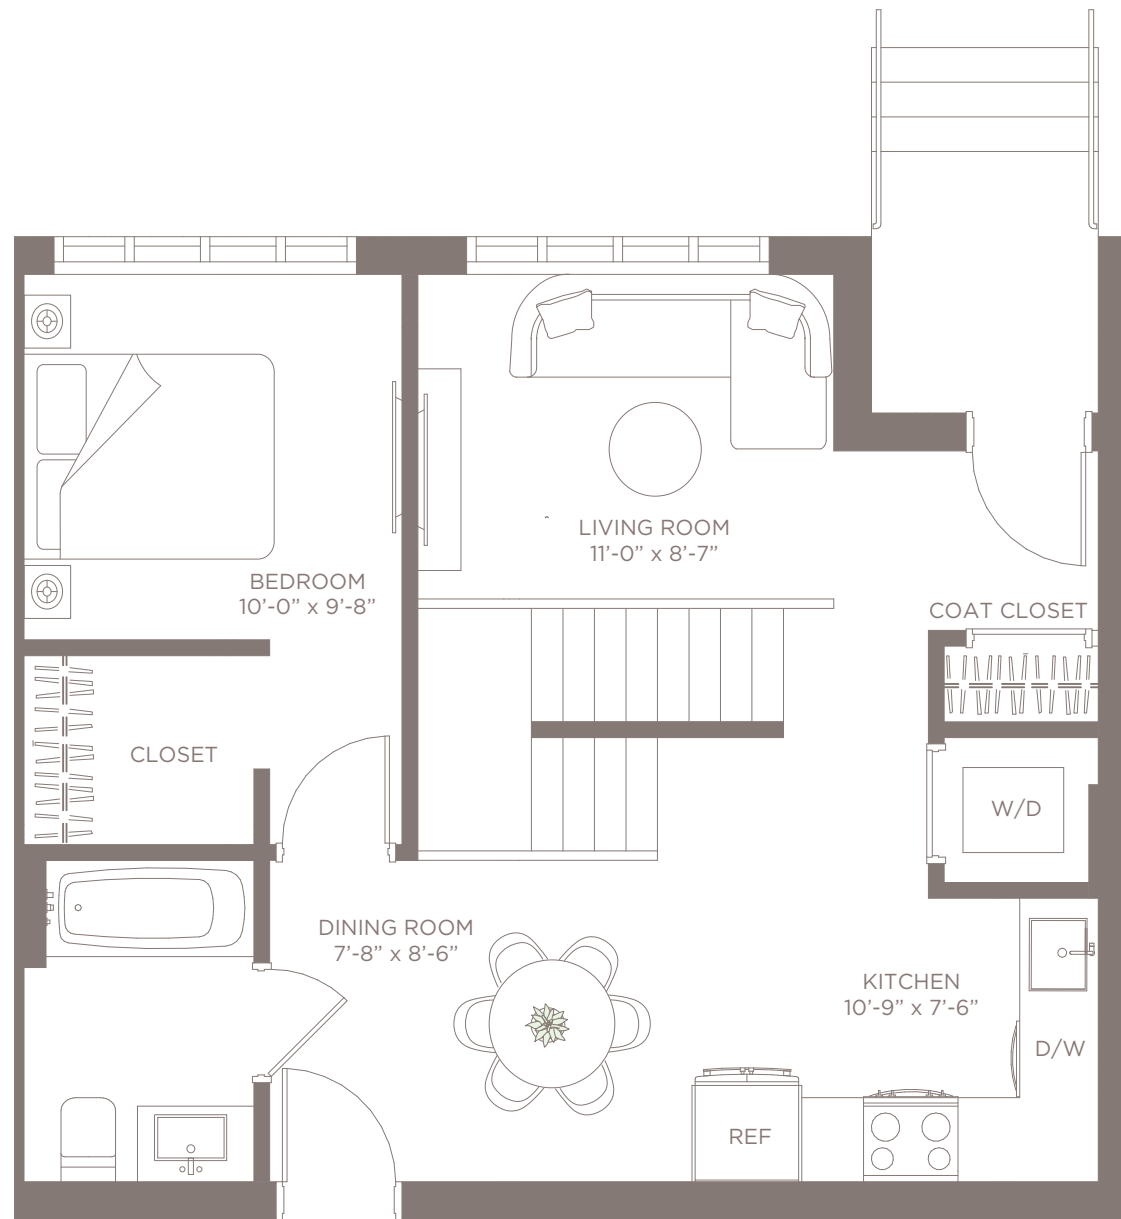 LIVING ROOM
11’-0” x 8’-7”
BEDROOM
10’-0” x 9’-8”
COAT CLOSET
CLOSET
W/D
DINING ROOM
7’-8” x 8’-6”
KITCHEN
10’-9” x 7’-6”
D/W
REF